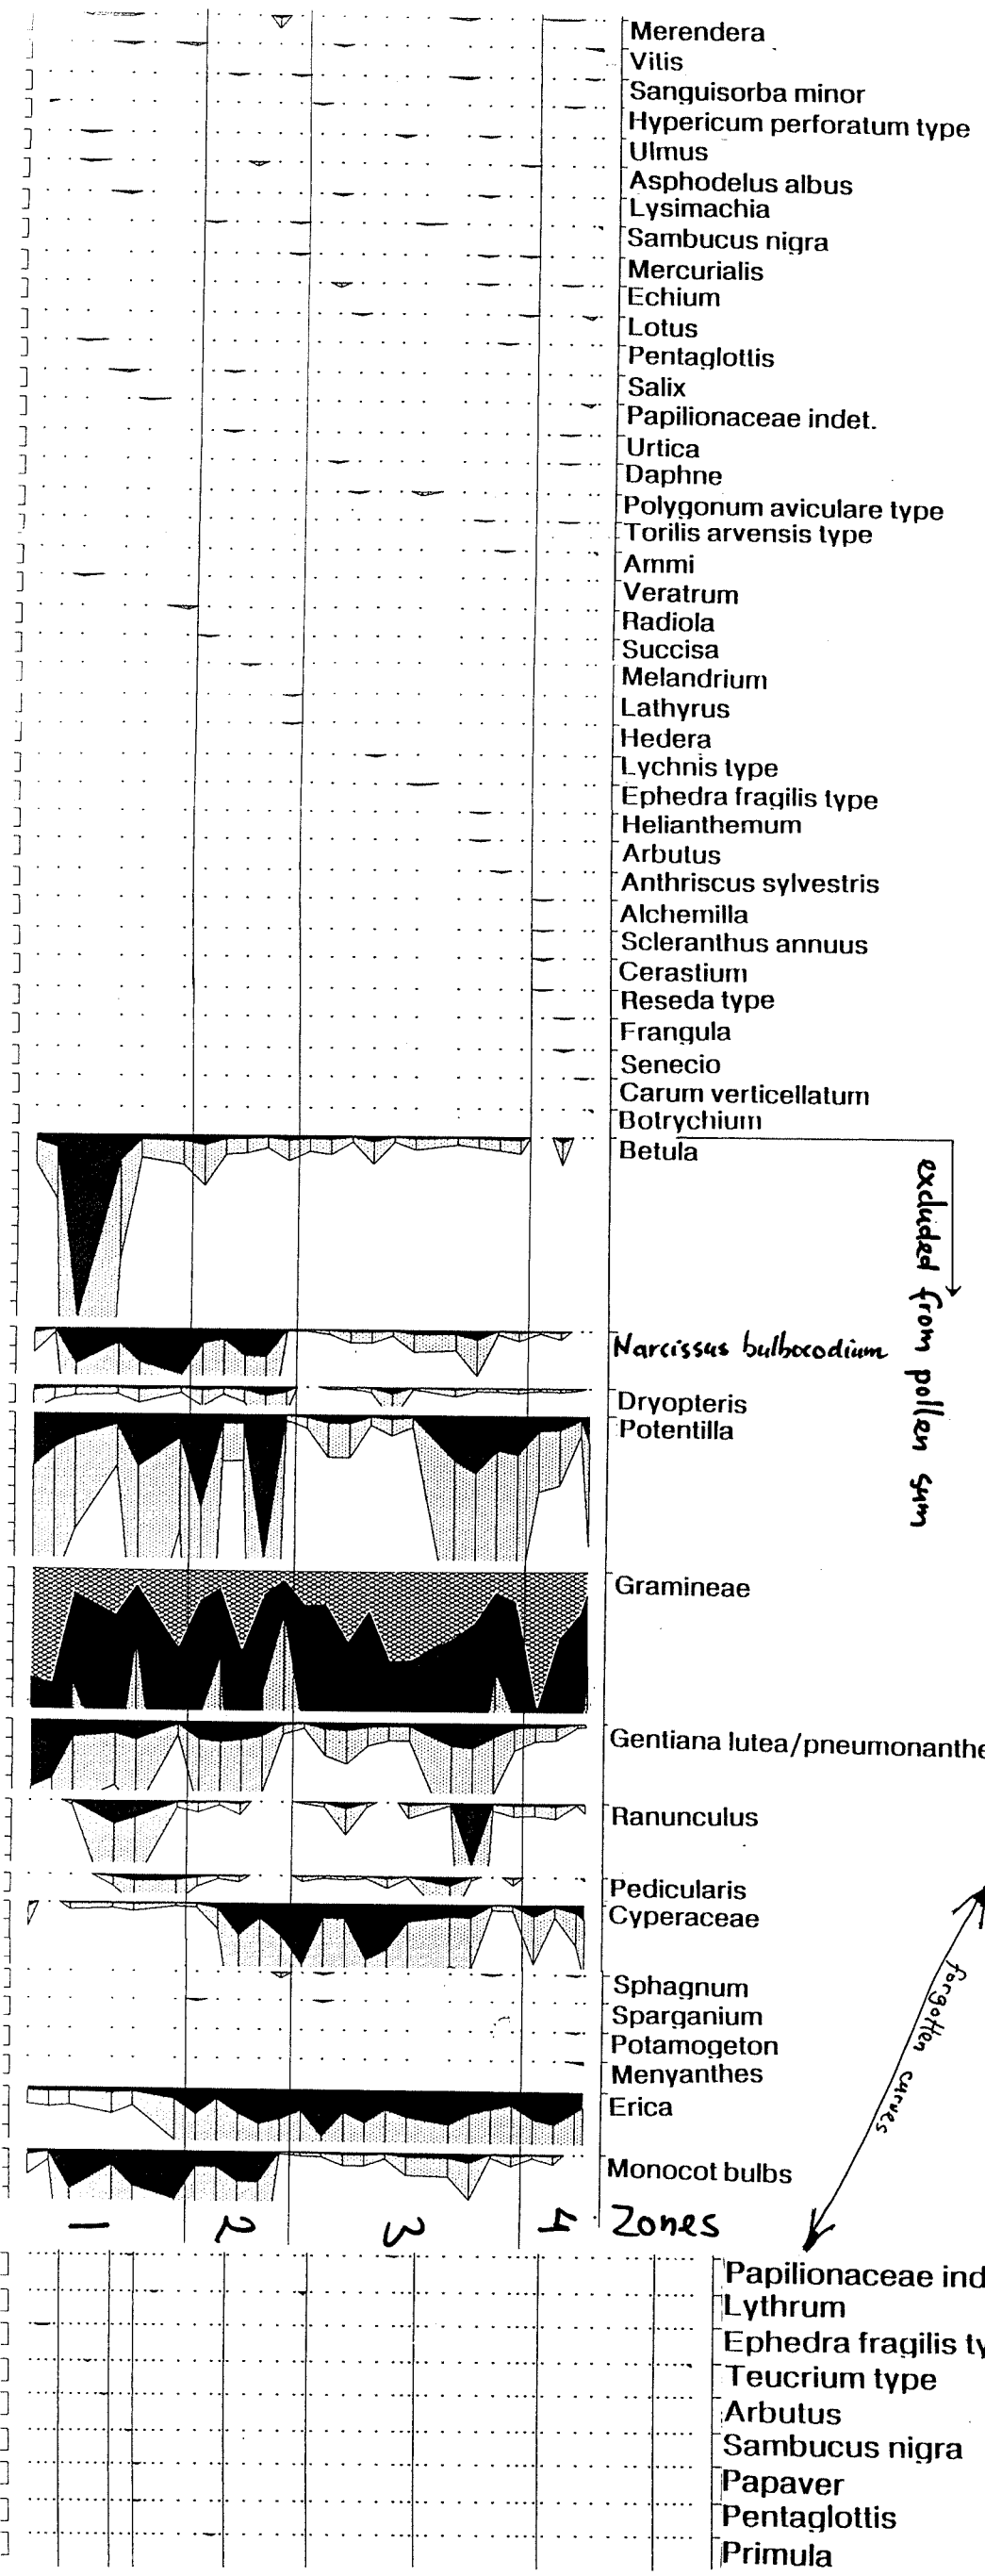 Merendera
Vitis
Sanguisorba minor
Hypericum perforatum type
Ulmus
Asphodelus albus
Lysimachia
Sambucus nigra
Mercurialis
Echium
Lotus
Pentaglottis
Salix
Papilionaceae indet.
Urtica
Daphne
Polygonum aviculare type
Torilis arvensis type
Ammi
Veratrum
Radiola
Succisa
Melandrium
Lathyrus
Hedera
Lychnis type
Ephedra fragilis type
Helianthemum
Arbutus
Anthriscus sylvestris
Alchemilla
Scleranthus annuus
Cerastium
Reseda type
Frangula
Senecio
Carum verticellatum
Botrychium
Betula
excluded from pollen sum
Narcissus bulbocodium
Dryopteris
Potentilla
Gramineae
Gentiana lutea/pneumonanthe
Ranunculus
Pedicularis
Cyperaceae
Sphagnum
Sparganium
Potamogeton
Menyanthes
Erica
Monocot bulbs
forgotten curves
1 2 3 4 Zones
Papilionaceae ind
Lythrum
Ephedra fragilis ty
Teucrium type
Arbutus
Sambucus nigra
Papaver
Pentaglottis
Primula